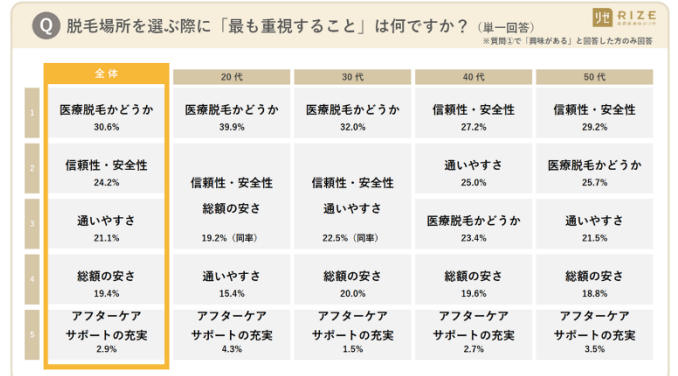 Q 脱毛場所を選ぶ際に「最も重視すること」は何ですか？（単一回答）
リゼ RIZE
※質問①で「興味がある」と回答した方のみ回答
全体 20代 30代 40代 50代
1 医療脱毛かどうか 医療脱毛かどうか 医療脱毛かどうか 信頼性・安全性 信頼性・安全性
30.6% 39.9% 32.0% 27.2% 29.2%
2 信頼性・安全性 信頼性・安全性 信頼性・安全性 通いやすさ 医療脱毛かどうか
24.2% 25.0% 25.7%
3 通いやすさ 総額の安さ 通いやすさ 医療脱毛かどうか 通いやすさ
21.1% 19.2%（同率） 22.5%（同率） 23.4% 21.5%
4 総額の安さ 通いやすさ 総額の安さ 総額の安さ 総額の安さ
19.4% 15.4% 20.0% 19.6% 18.8%
アフターケア アフターケア アフターケア アフターケア アフターケア
5 サポートの充実 サポートの充実 サポートの充実 サポートの充実 サポートの充実
2.9% 4.3% 1.5% 2.7% 3.5%